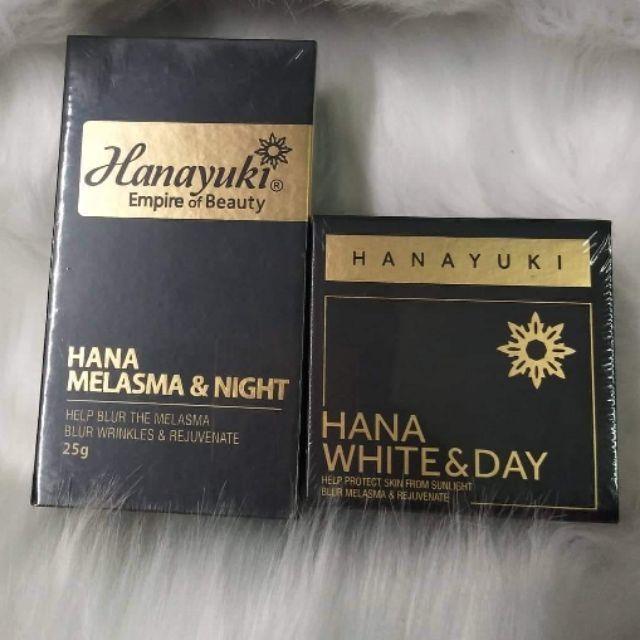 Hanayuki®
Empire of Beauty
HANA
MELASMA & NIGHT
HELP BLUR THE MELASMA
BLUR WRINKLES & REJUVENATE
25g
HANAYUKI
HANA
WHITE&DAY
HELP PROTECT SKIN FROM SUNLIGHT
BLUR MELASMA & REJUVENATE